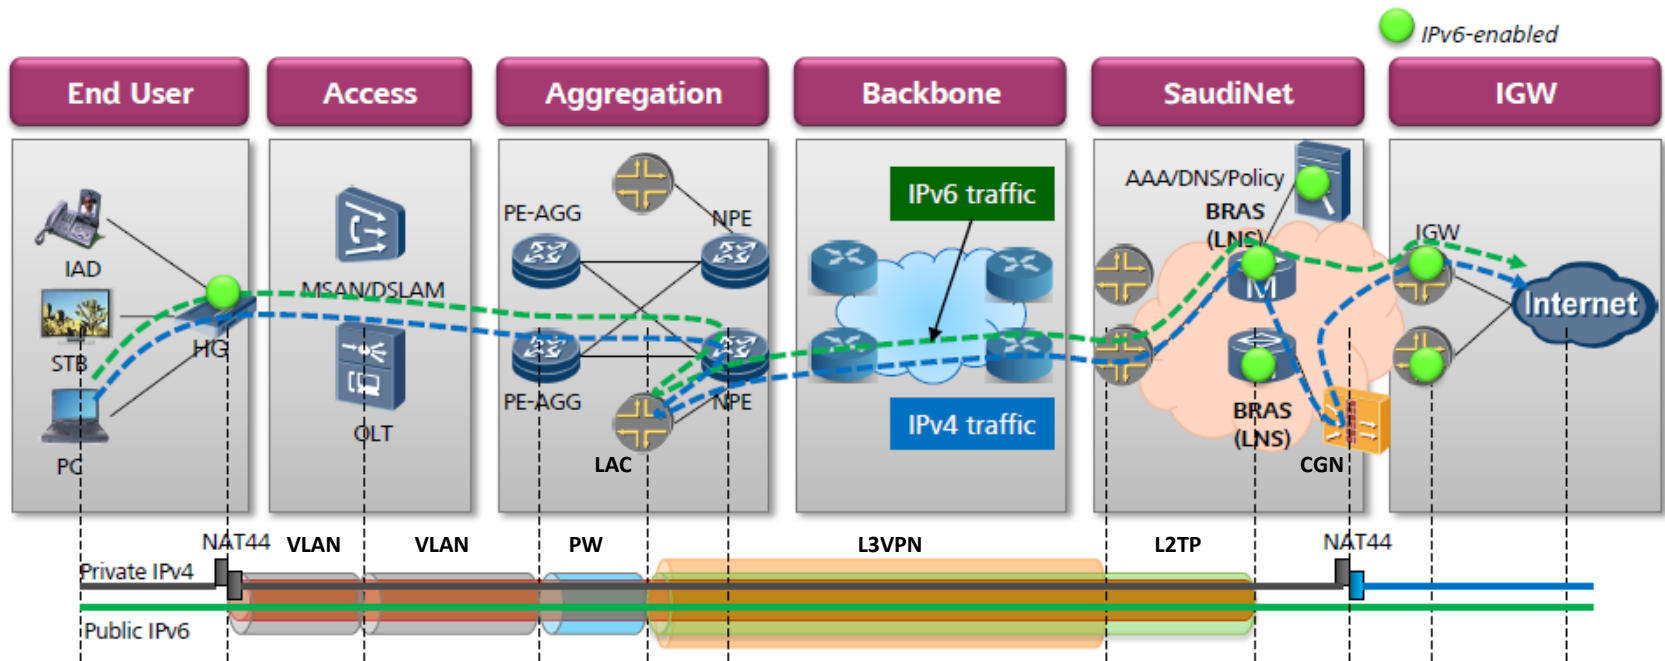 IPv6-enabled
End User
Access
Aggregation
Backbone
SaudiNet
IGW
IAD
STB
PC
HG
MSAN/DSLAM
OLT
PE-AGG
NPE
PE-AGG
NPE
LAC
IPv6 traffic
IPv4 traffic
AAA/DNS/Policy
BRAS
(LNS)
M
BRAS
(LNS)
CGN
IGW
Internet
NAT44
VLAN
VLAN
PW
L3VPN
L2TP
NAT44
Private IPv4
Public IPv6